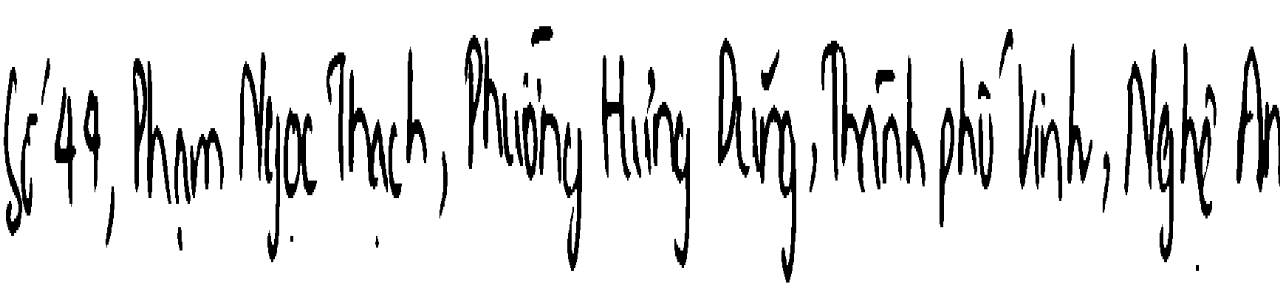 Số 49, Phạm Ngọc Thạch, Phường Hưng Dũng, Thành phố Vinh, Nghệ An